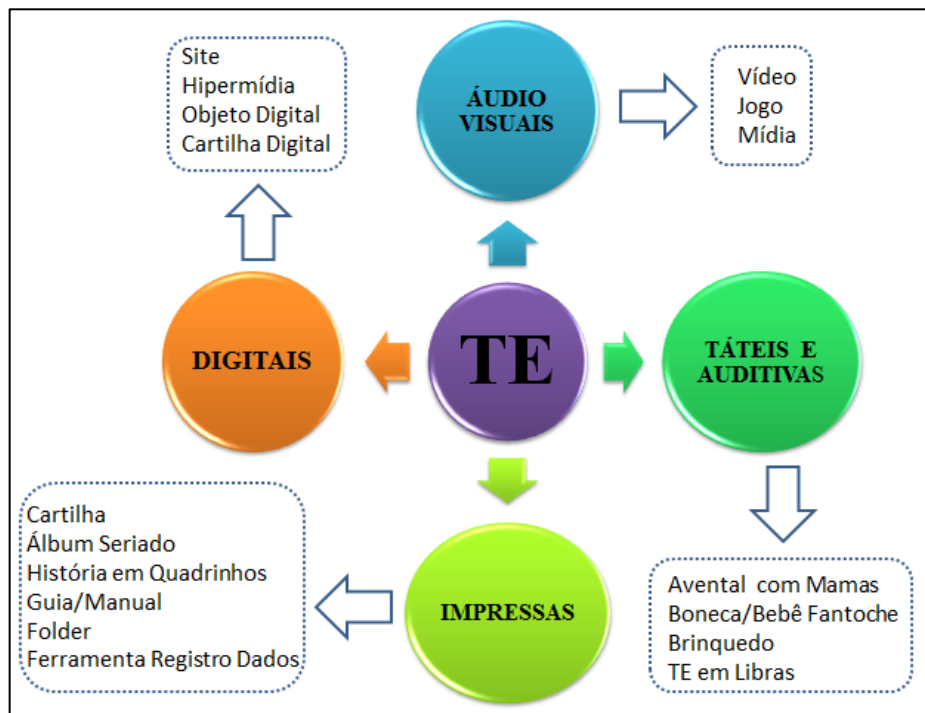 Site
Hipermídia
Objeto Digital
Cartilha Digital
ÁUDIO
VISUAIS
Vídeo
Jogo
Mídia
DIGITAIS
TE
TÁTEIS E
AUDITIVAS
Cartilha
Álbum Seriado
História em Quadrinhos
Guia/Manual
Folder
Ferramenta Registro Dados
IMPRESSAS
Avental com Mamas
Boneca/Bebê Fantoche
Brinquedo
TE em Libras